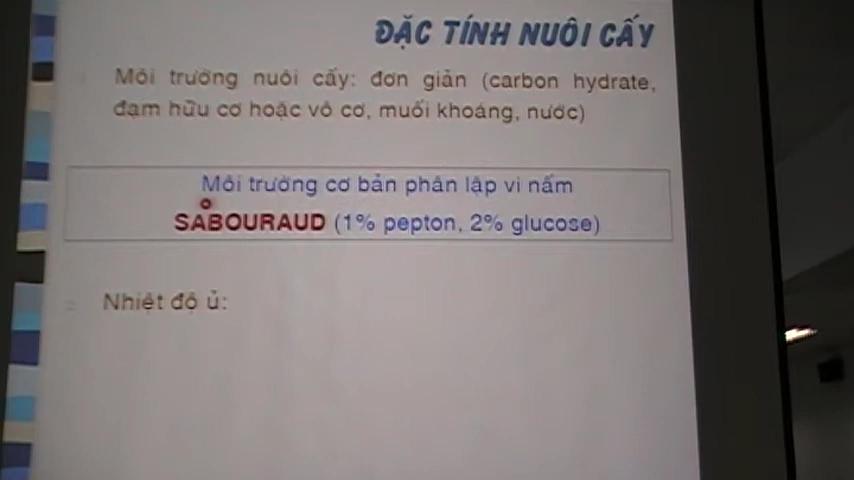 ĐẶC TÍNH NUÔI CẤY
Môi trường nuôi cấy: đơn giản (carbon hydrate,
đạm hữu cơ hoặc vô cơ, muối khoáng, nước)
Môi trường cơ bản phân lập vi nấm
SABOURAUD (1% pepton, 2% glucose)
Nhiệt độ ủ: